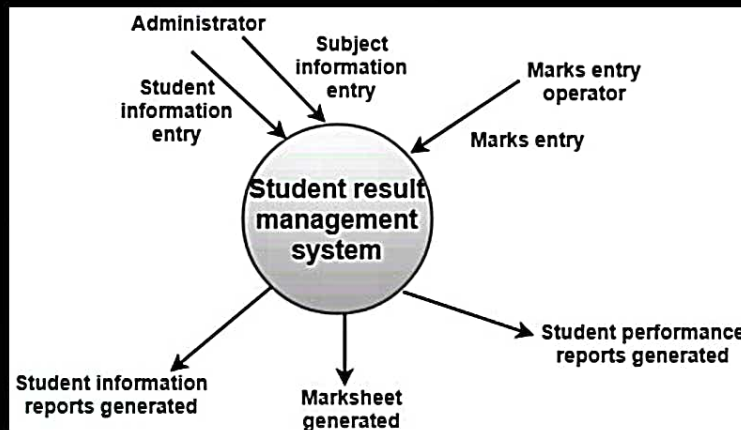 Administrator
Subject
information
entry
Student
information
entry
Marks entry
operator
Marks entry
Student result
management
system
Student information
reports generated
Marksheet
generated
Student performance
reports generated